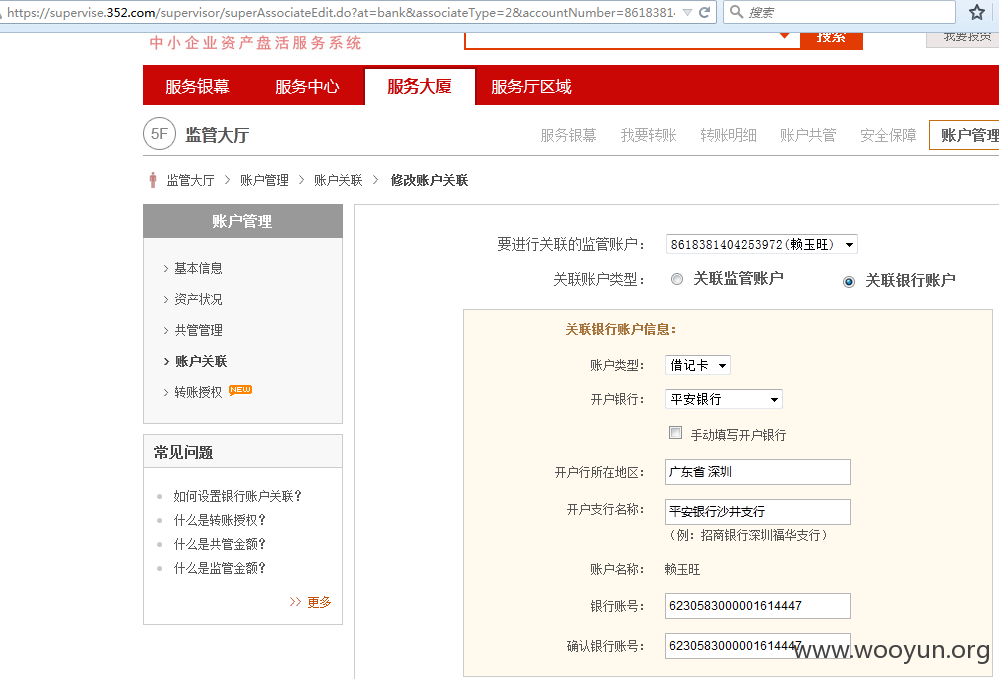 https://supervise.352.com/supervisor/superAssociateEdit.do?at=bank&associateType=2&accountNumber=8618381 搜索
中小企业资产盘活服务系统 搜索 我要投资
服务银幕 服务中心 服务大厦 服务厅区域
5F 监管大厅 服务银幕 我要转账 转账明细 账户共管 安全保障 账户管理
监管大厅 > 账户管理 > 账户关联 > 修改账户关联
账户管理
> 基本信息
> 资产状况
> 共管管理
> 账户关联
> 转账授权 NEW
常见问题
如何设置银行账户关联?
什么是转账授权?
什么是共管金额?
什么是监管金额?
>> 更多
要进行关联的监管账户: 8618381404253972(赖玉旺)
关联账户类型: 关联监管账户 关联银行账户
关联银行账户信息:
账户类型: 借记卡
开户银行: 平安银行
手动填写开户银行
开户行所在地区: 广东省 深圳
开户支行名称: 平安银行沙井支行
(例: 招商银行深圳福华支行)
账户名称: 赖玉旺
银行账号: 6230583000001614447
确认银行账号: 6230583000001614447
www.wooyun.org